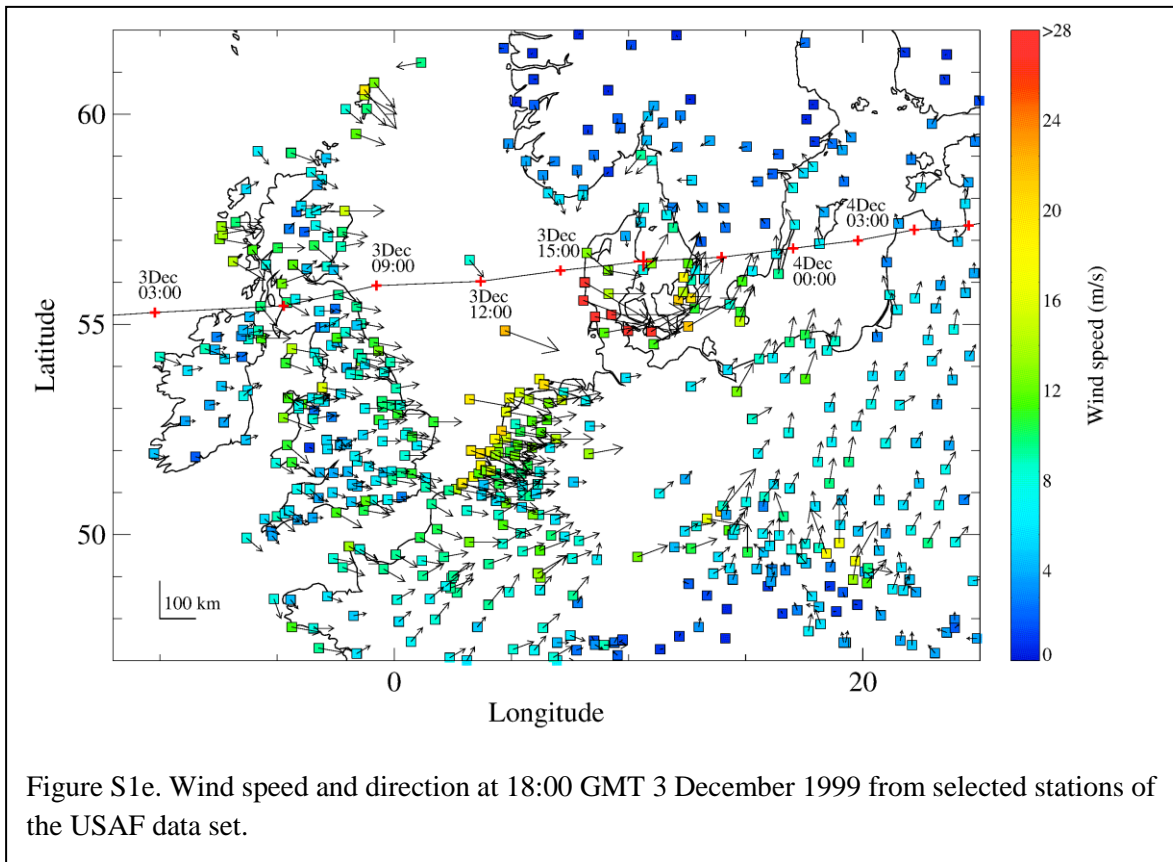 >28
24
20
16
12
8
4
0
Wind speed (m/s)
60
55
50
Latitude
3Dec
03:00
3Dec
09:00
3Dec
12:00
3Dec
15:00
4Dec
00:00
4Dec
03:00
100 km
0
20
Longitude
Figure S1e. Wind speed and direction at 18:00 GMT 3 December 1999 from selected stations of
the USAF data set.